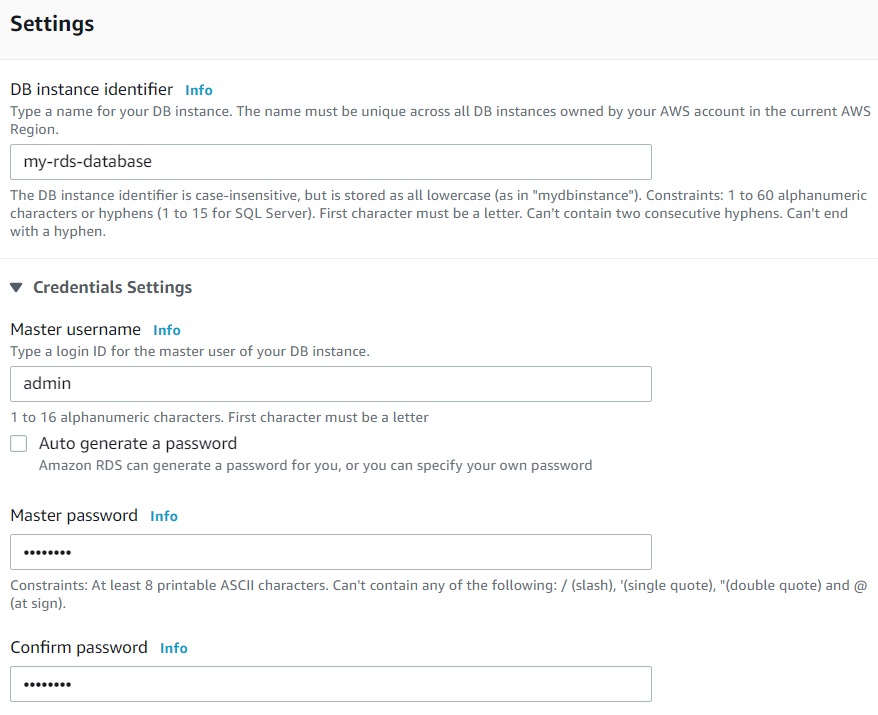 Settings
DB instance identifier Info
Type a name for your DB instance. The name must be unique across all DB instances owned by your AWS account in the current AWS
Region.
my-rds-database
The DB instance identifier is case-insensitive, but is stored as all lowercase (as in "mydbinstance"). Constraints: 1 to 60 alphanumeric
characters or hyphens (1 to 15 for SQL Server). First character must be a letter. Can't contain two consecutive hyphens. Can't end
with a hyphen.
Credentials Settings
Master username Info
Type a login ID for the master user of your DB instance.
admin
1 to 16 alphanumeric characters. First character must be a letter
Auto generate a password
Amazon RDS can generate a password for you, or you can specify your own password
Master password Info
••••••••
Constraints: At least 8 printable ASCII characters. Can't contain any of the following: / (slash), '(single quote), "(double quote) and @
(at sign).
Confirm password Info
••••••••